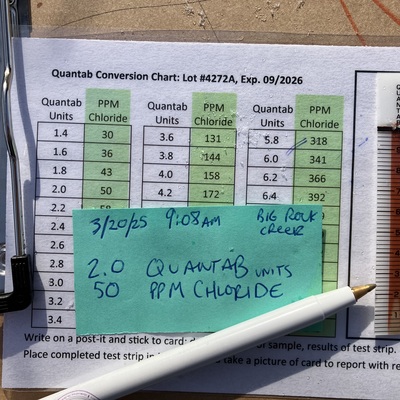 Quantab Conversion Chart: Lot #4272A, Exp. 09/2026
Quantab Units PPM Chloride Quantab Units PPM Chloride Quantab Units PPM Chloride
1.4 30 3.6 131 5.8 318
1.6 36 3.8 144 6.0 341
1.8 43 4.0 158 6.2 366
2.0 50 4.2 172 6.4 392
2.2
2.4
2.6
2.8
3.0
3.2
3.4
3/20/25 9:08AM BIG ROCK CREEK
2.0 QUANTAB UNITS
50 PPM CHLORIDE
Write on a post-it and stick to card: of sample, results of test strip.
Place completed test strip in take a picture of card to report with